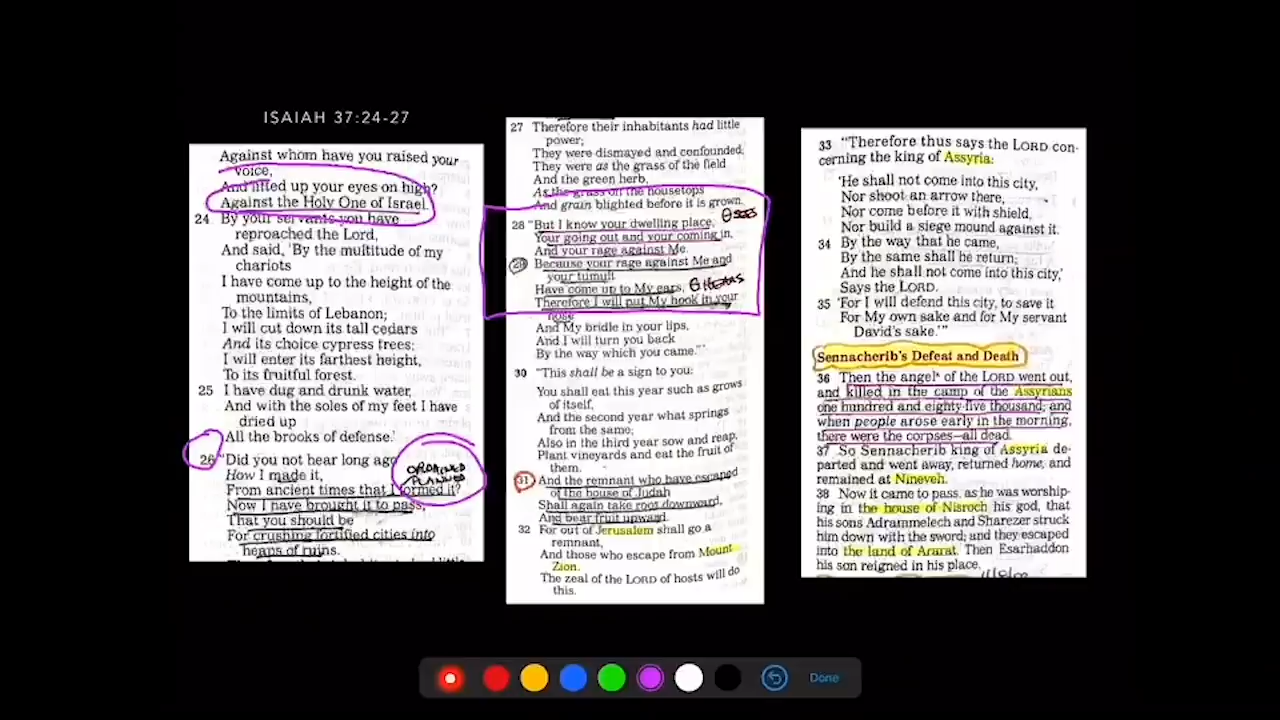 ISAIAH 37:24-27
Against whom have you raised your
voice,
And lifted up your eyes on high?
Against the Holy One of Israel.
24 By your servants you have
reproached the Lord,
And said, 'By the multitude of my
chariots
I have come up to the height of the
mountains,
To the limits of Lebanon;
I will cut down its tall cedars
And its choice cypress trees;
I will enter its farthest height,
To its fruitful forest.
25 I have dug and drunk water,
And with the soles of my feet I have
dried up
All the brooks of defense.'
26 "Did you not hear long ago
How I made it,
From ancient times that I formed it?
Now I have brought it to pass,
That you should be
For crushing fortified cities into
heaps of ruins.
ORDAINED
PLANNED
27 Therefore their inhabitants had little
power;
They were dismayed and confounded,
They were as the grass of the field
And the green herb,
As the grass on the housetops
And grain blighted before it is grown.
28 "But I know your dwelling place,
Your going out and your coming in,
And your rage against Me.
29 Because your rage against Me and
your tumult
Have come up to My ears,
Therefore I will put My hook in your
nose
And My bridle in your lips,
And I will turn you back
By the way which you came."'
30 "This shall be a sign to you:
You shall eat this year such as grows
of itself,
And the second year what springs
from the same;
Also in the third year sow and reap,
Plant vineyards and eat the fruit of
them.
31 And the remnant who have escaped
of the house of Judah
Shall again take root downward,
And bear fruit upward.
32 For out of Jerusalem shall go a
remnant,
And those who escape from Mount
Zion.
The zeal of the LORD of hosts will do
this.
33 "Therefore thus says the LORD con-
cerning the king of Assyria:
'He shall not come into this city,
Nor shoot an arrow there,
Nor come before it with shield,
Nor build a siege mound against it.
34 By the way that he came,
By the same shall he return;
And he shall not come into this city,'
Says the LORD.
35 'For I will defend this city, to save it
For My own sake and for My servant
David's sake.'"
Sennacherib's Defeat and Death
36 Then the angel of the LORD went out,
and killed in the camp of the Assyrians
one hundred and eighty-five thousand; and
when people arose early in the morning,
there were the corpses—all dead.
37 So Sennacherib king of Assyria de-
parted and went away, returned home, and
remained at Nineveh.
38 Now it came to pass, as he was worship-
ing in the house of Nisroch his god, that
his sons Adrammelech and Sharezer struck
him down with the sword; and they escaped
into the land of Ararat. Then Esarhaddon
his son reigned in his place.
Done